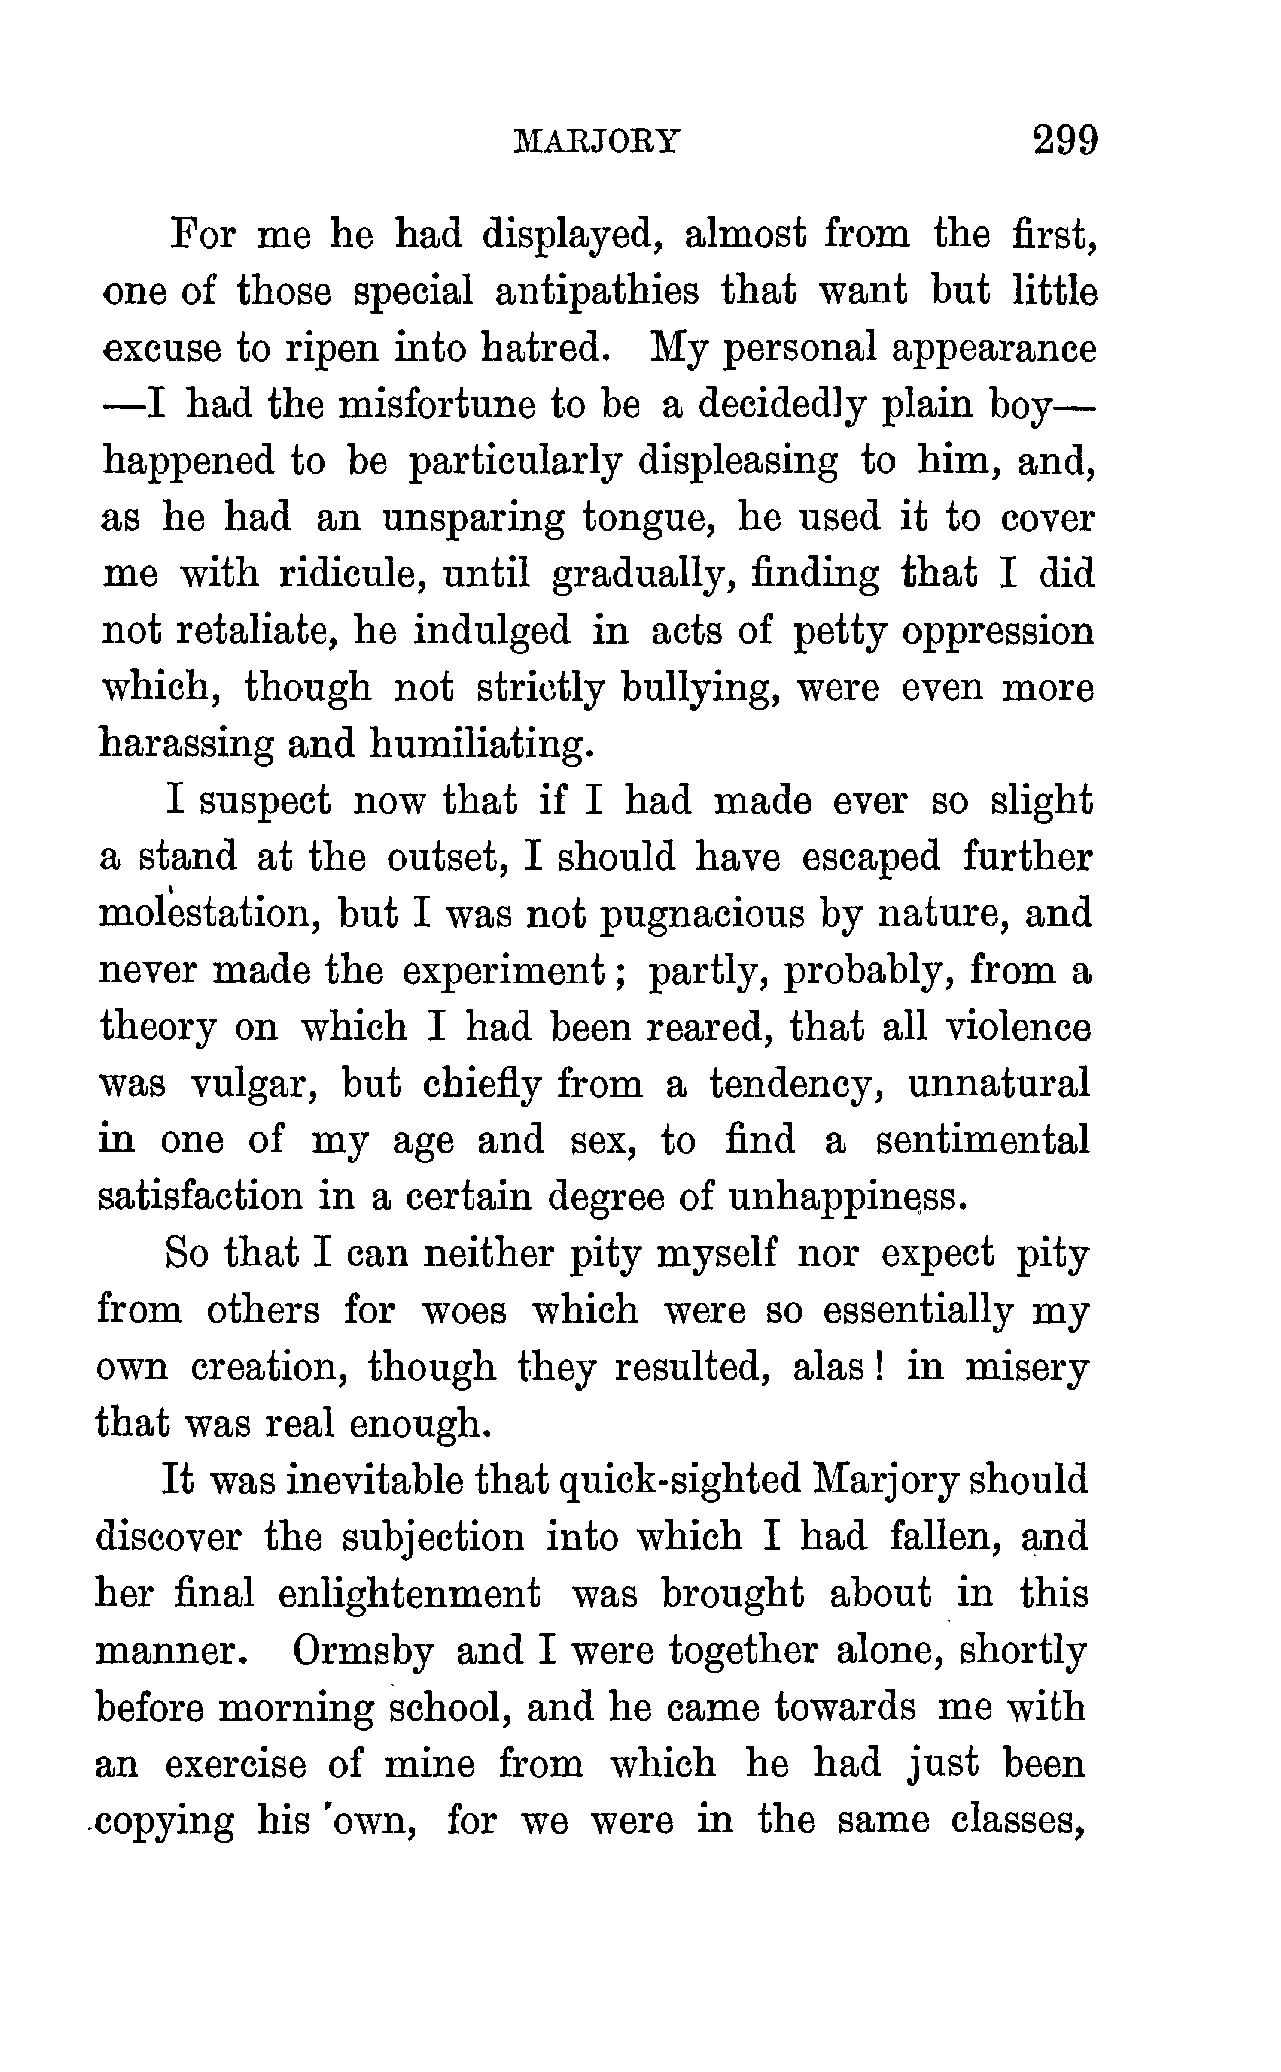 MARJORY 299
For me he had displayed, almost from the first,
one of those special antipathies that want but little
excuse to ripen into hatred. My personal appearance
—I had the misfortune to be a decidedly plain boy—
happened to be particularly displeasing to him, and,
as he had an unsparing tongue, he used it to cover
me with ridicule, until gradually, finding that I did
not retaliate, he indulged in acts of petty oppression
which, though not strictly bullying, were even more
harassing and humiliating.
I suspect now that if I had made ever so slight
a stand at the outset, I should have escaped further
molestation, but I was not pugnacious by nature, and
never made the experiment ; partly, probably, from a
theory on which I had been reared, that all violence
was vulgar, but chiefly from a tendency, unnatural
in one of my age and sex, to find a sentimental
satisfaction in a certain degree of unhappiness.
So that I can neither pity myself nor expect pity
from others for woes which were so essentially my
own creation, though they resulted, alas ! in misery
that was real enough.
It was inevitable that quick-sighted Marjory should
discover the subjection into which I had fallen, and
her final enlightenment was brought about in this
manner. Ormsby and I were together alone, shortly
before morning school, and he came towards me with
an exercise of mine from which he had just been
copying his own, for we were in the same classes,